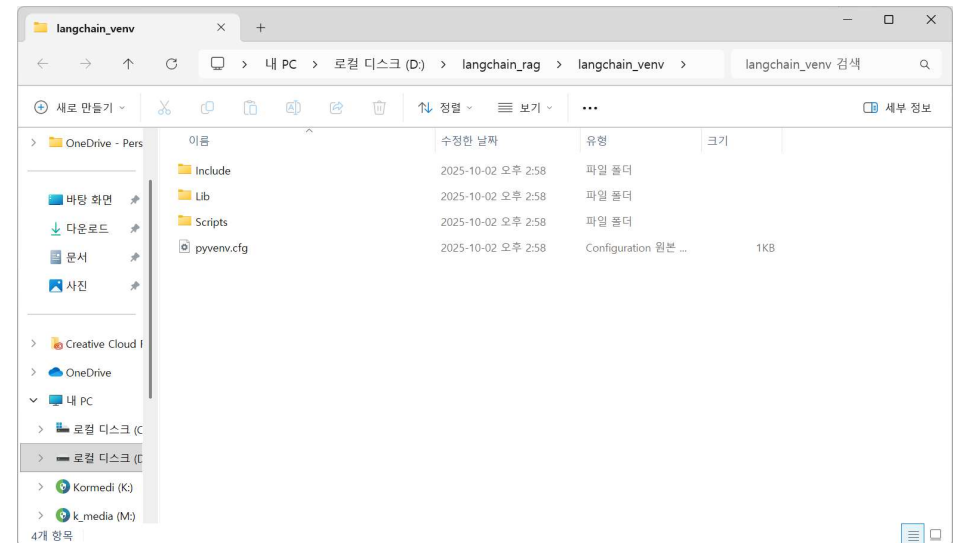 langchain_venv
내 PC > 로컬 디스크 (D:) > langchain_rag > langchain_venv >
langchain_venv 검색
새로 만들기
정렬
보기
세부 정보
이름 수정한 날짜 유형 크기
Include 2025-10-02 오후 2:58 파일 폴더
Lib 2025-10-02 오후 2:58 파일 폴더
Scripts 2025-10-02 오후 2:58 파일 폴더
pyvenv.cfg 2025-10-02 오후 2:58 Configuration 원본 ... 1KB
OneDrive - Pers
바탕 화면
다운로드
문서
사진
Creative Cloud F
OneDrive
내 PC
로컬 디스크 (C
로컬 디스크 (D
Kormedi (K:)
k_media (M:)
4개 항목